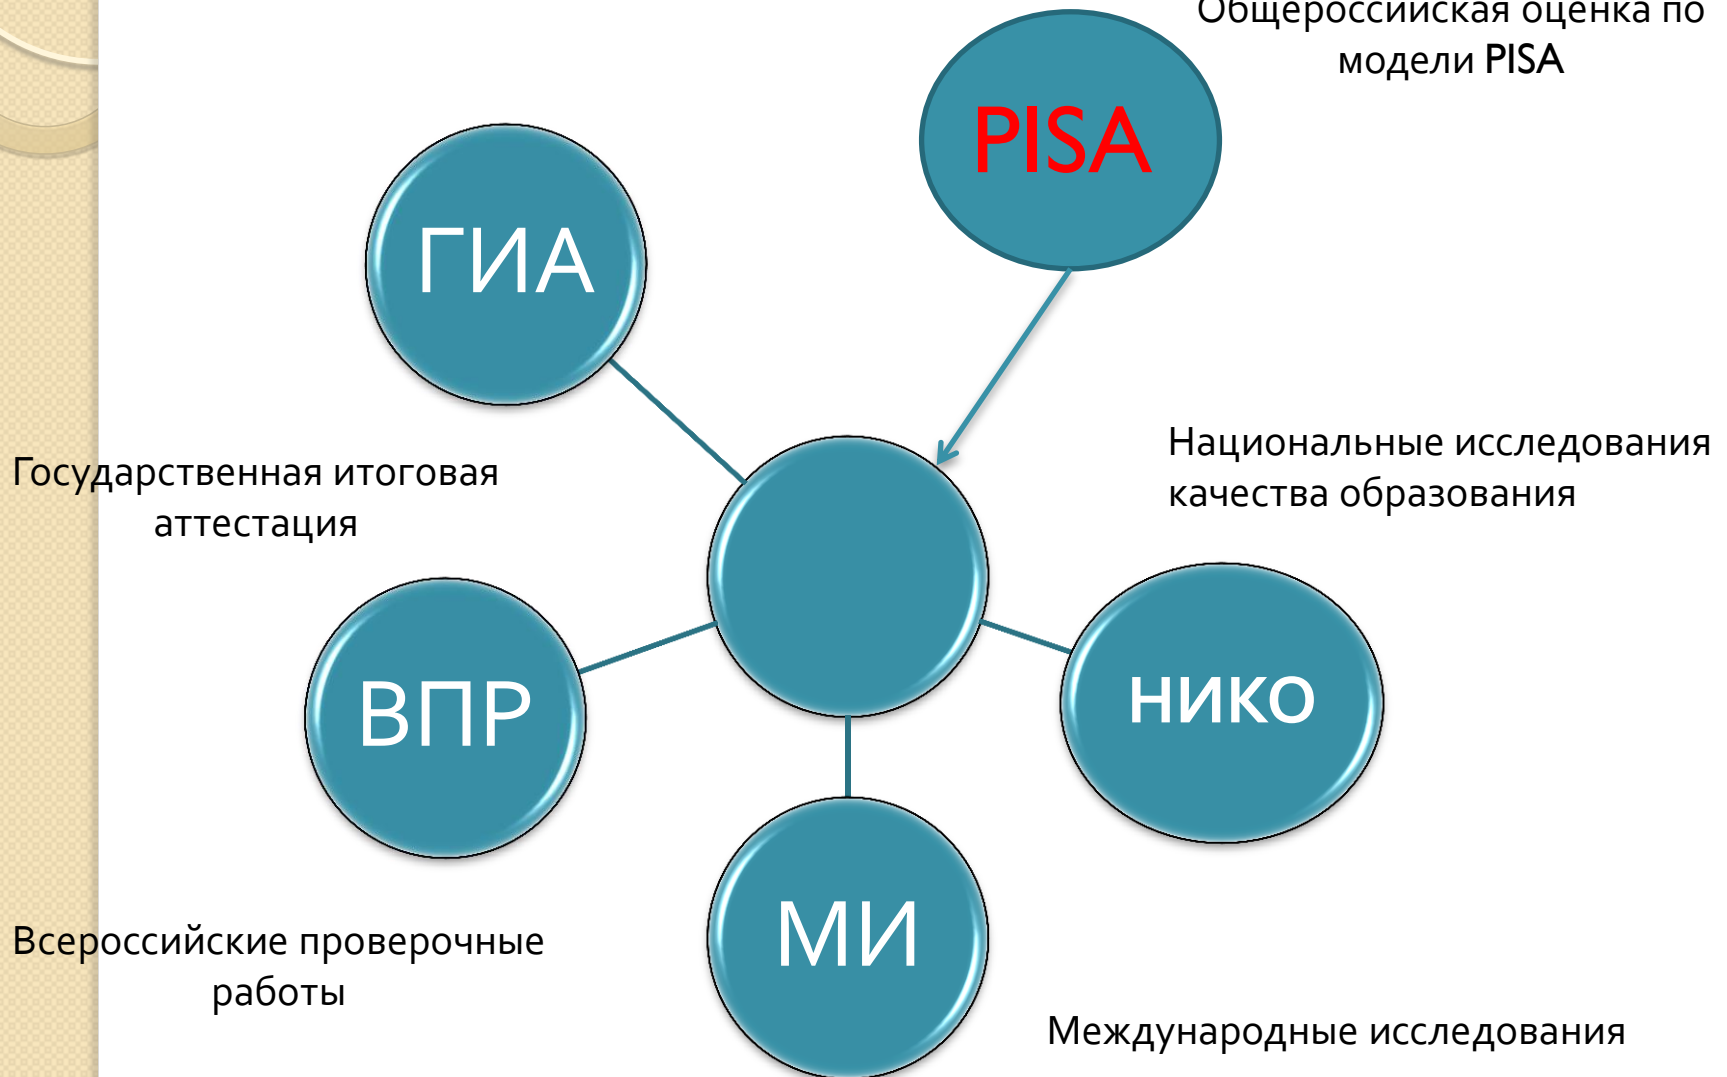 Общероссийская оценка по
модели PISA
PISA
ГИА
Государственная итоговая
аттестация
Национальные исследования
качества образования
ВПР
НИКО
Всероссийские проверочные
работы
МИ
Международные исследования